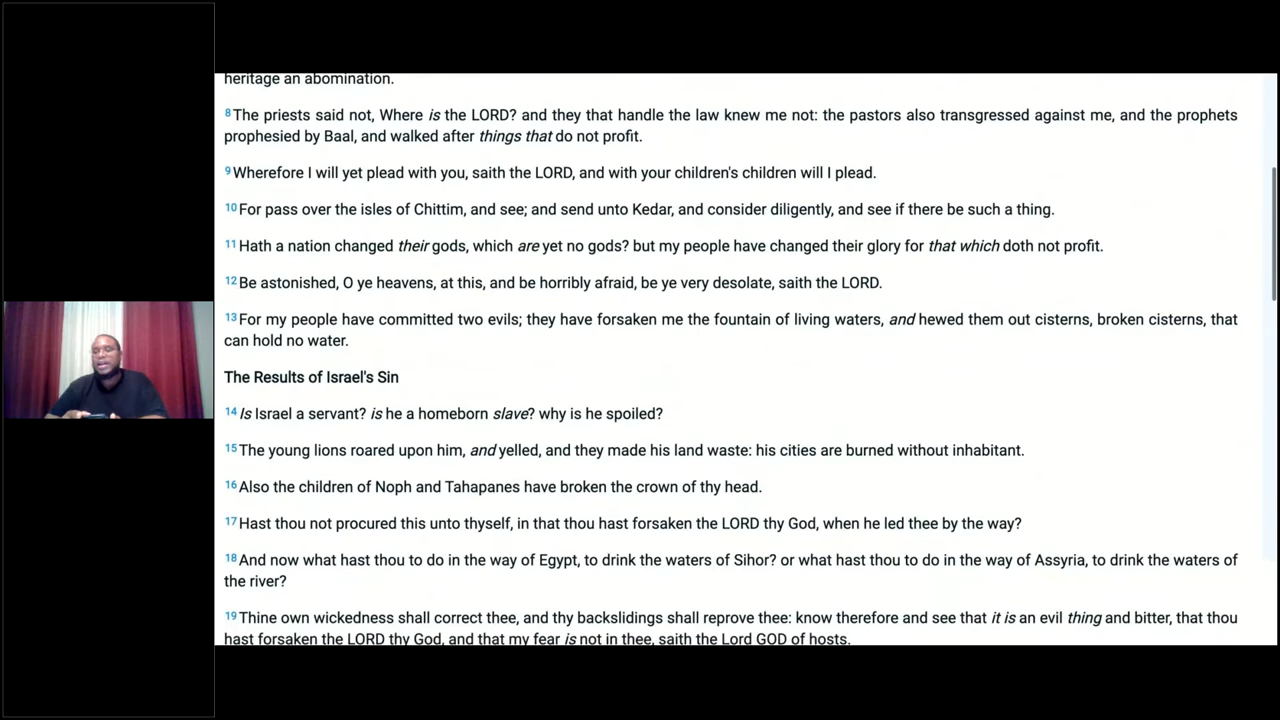 heritage an abomination.
8 The priests said not, Where is the LORD? and they that handle the law knew me not: the pastors also transgressed against me, and the prophets
prophesied by Baal, and walked after things that do not profit.
9 Wherefore I will yet plead with you, saith the LORD, and with your children's children will I plead.
10 For pass over the isles of Chittim, and see; and send unto Kedar, and consider diligently, and see if there be such a thing.
11 Hath a nation changed their gods, which are yet no gods? but my people have changed their glory for that which doth not profit.
12 Be astonished, O ye heavens, at this, and be horribly afraid, be ye very desolate, saith the LORD.
13 For my people have committed two evils; they have forsaken me the fountain of living waters, and hewed them out cisterns, broken cisterns, that
can hold no water.
The Results of Israel's Sin
14 Is Israel a servant? is he a homeborn slave? why is he spoiled?
15 The young lions roared upon him, and yelled, and they made his land waste: his cities are burned without inhabitant.
16 Also the children of Noph and Tahapanes have broken the crown of thy head.
17 Hast thou not procured this unto thyself, in that thou hast forsaken the LORD thy God, when he led thee by the way?
18 And now what hast thou to do in the way of Egypt, to drink the waters of Sihor? or what hast thou to do in the way of Assyria, to drink the waters of
the river?
19 Thine own wickedness shall correct thee, and thy backslidings shall reprove thee: know therefore and see that it is an evil thing and bitter, that thou
hast forsaken the LORD thy God, and that my fear is not in thee, saith the Lord GOD of hosts.